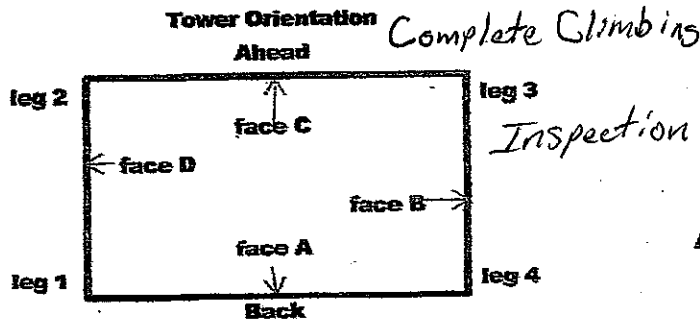 Tower Orientation
Complete Climbing
Ahead
leg 2
leg 3
face C
Inspection
face D
face B
face A
leg 1
leg 4
Back